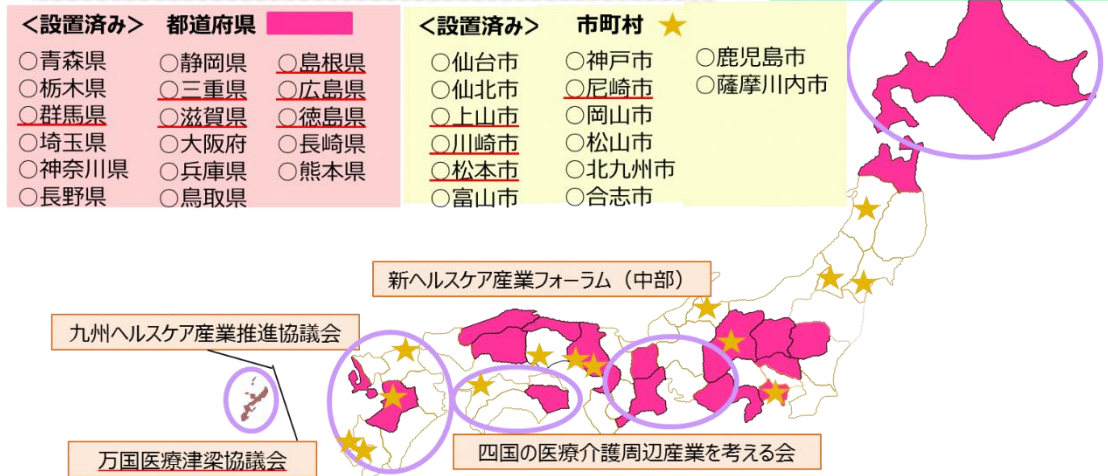 <設置済み> 都道府県
○青森県
○栃木県
○群馬県
○埼玉県
○神奈川県
○長野県
○静岡県
○三重県
○滋賀県
○大阪府
○兵庫県
○鳥取県
○島根県
○広島県
○徳島県
○長崎県
○熊本県
<設置済み> 市町村
○仙台市
○仙北市
○上山市
○川崎市
○松本市
○富山市
○神戸市
○尼崎市
○岡山市
○松山市
○北九州市
○合志市
○鹿児島市
○薩摩川内市
新ヘルスケア産業フォーラム（中部）
九州ヘルスケア産業推進協議会
万国医療津梁協議会
四国の医療介護周辺産業を考える会